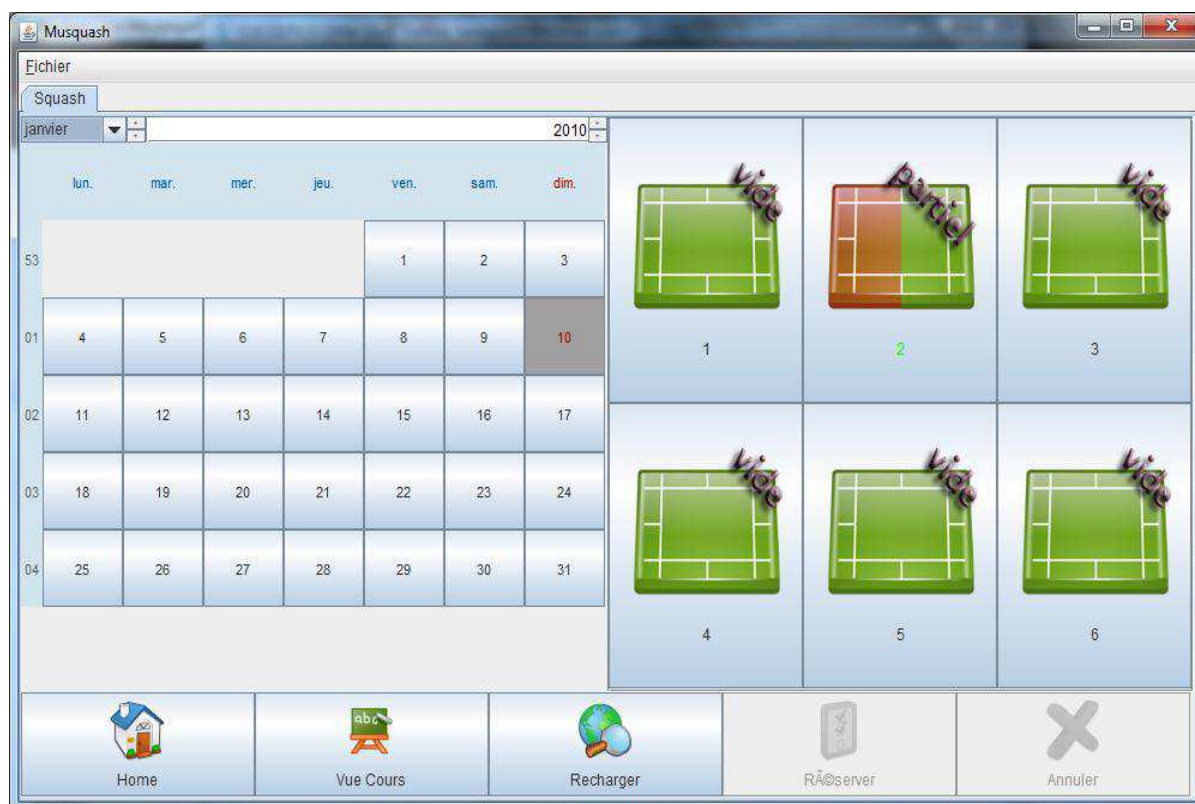 Musquash
Fichier
Squash
janvier 2010
lun. mar. mer. jeu. ven. sam. dim.
53 1 2 3
01 4 5 6 7 8 9 10
02 11 12 13 14 15 16 17
03 18 19 20 21 22 23 24
04 25 26 27 28 29 30 31
vide partiel vide
1 2 3
vide vide vide
4 5 6
abc
Home Vue Cours Recharger RÃ©server Annuler